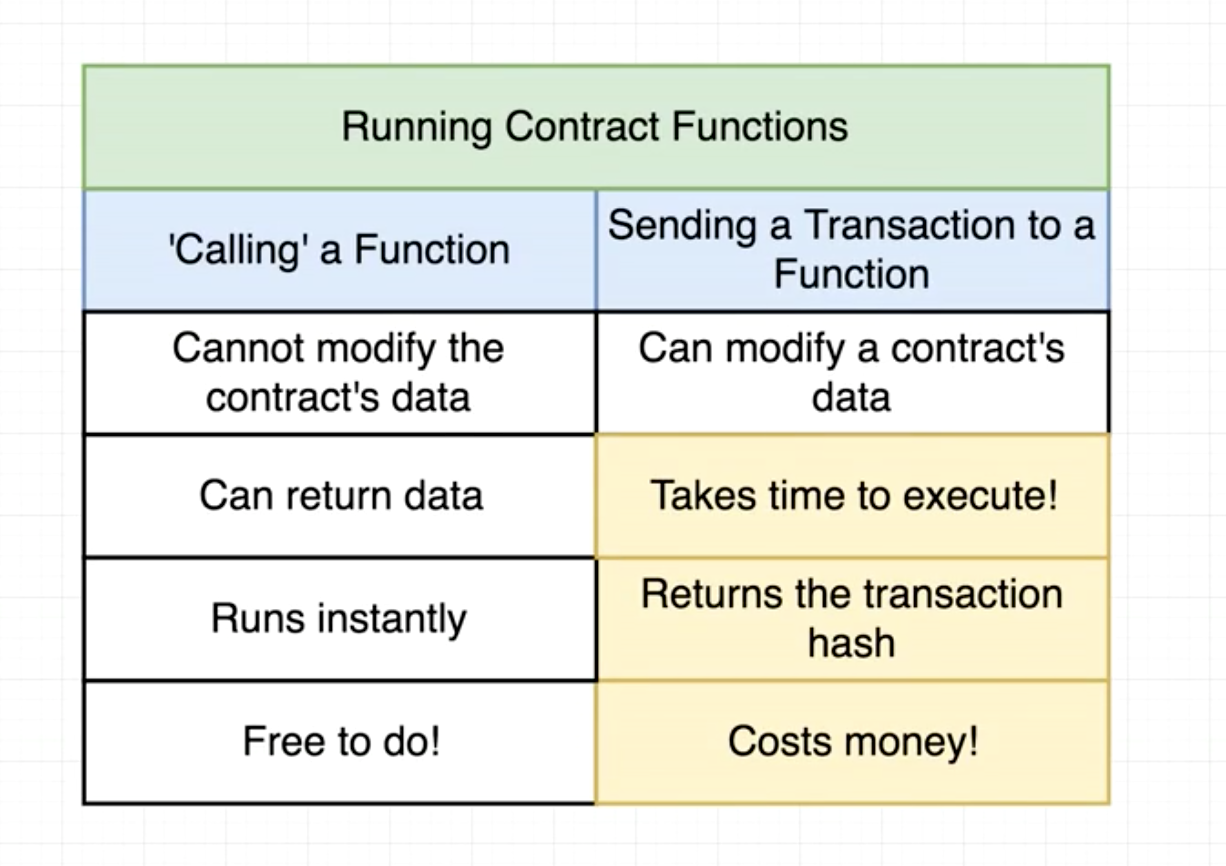 Running Contract Functions
'Calling' a Function
Sending a Transaction to a
Function
Cannot modify the
contract's data
Can modify a contract's
data
Can return data
Takes time to execute!
Runs instantly
Returns the transaction
hash
Free to do!
Costs money!